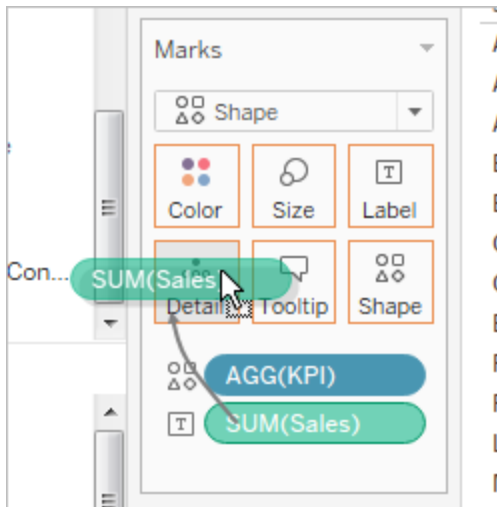 Marks
Shape
Color Size T Label
Con... SUM(Sales
Detail Tooltip Shape
AGG(KPI)
T SUM(Sales)